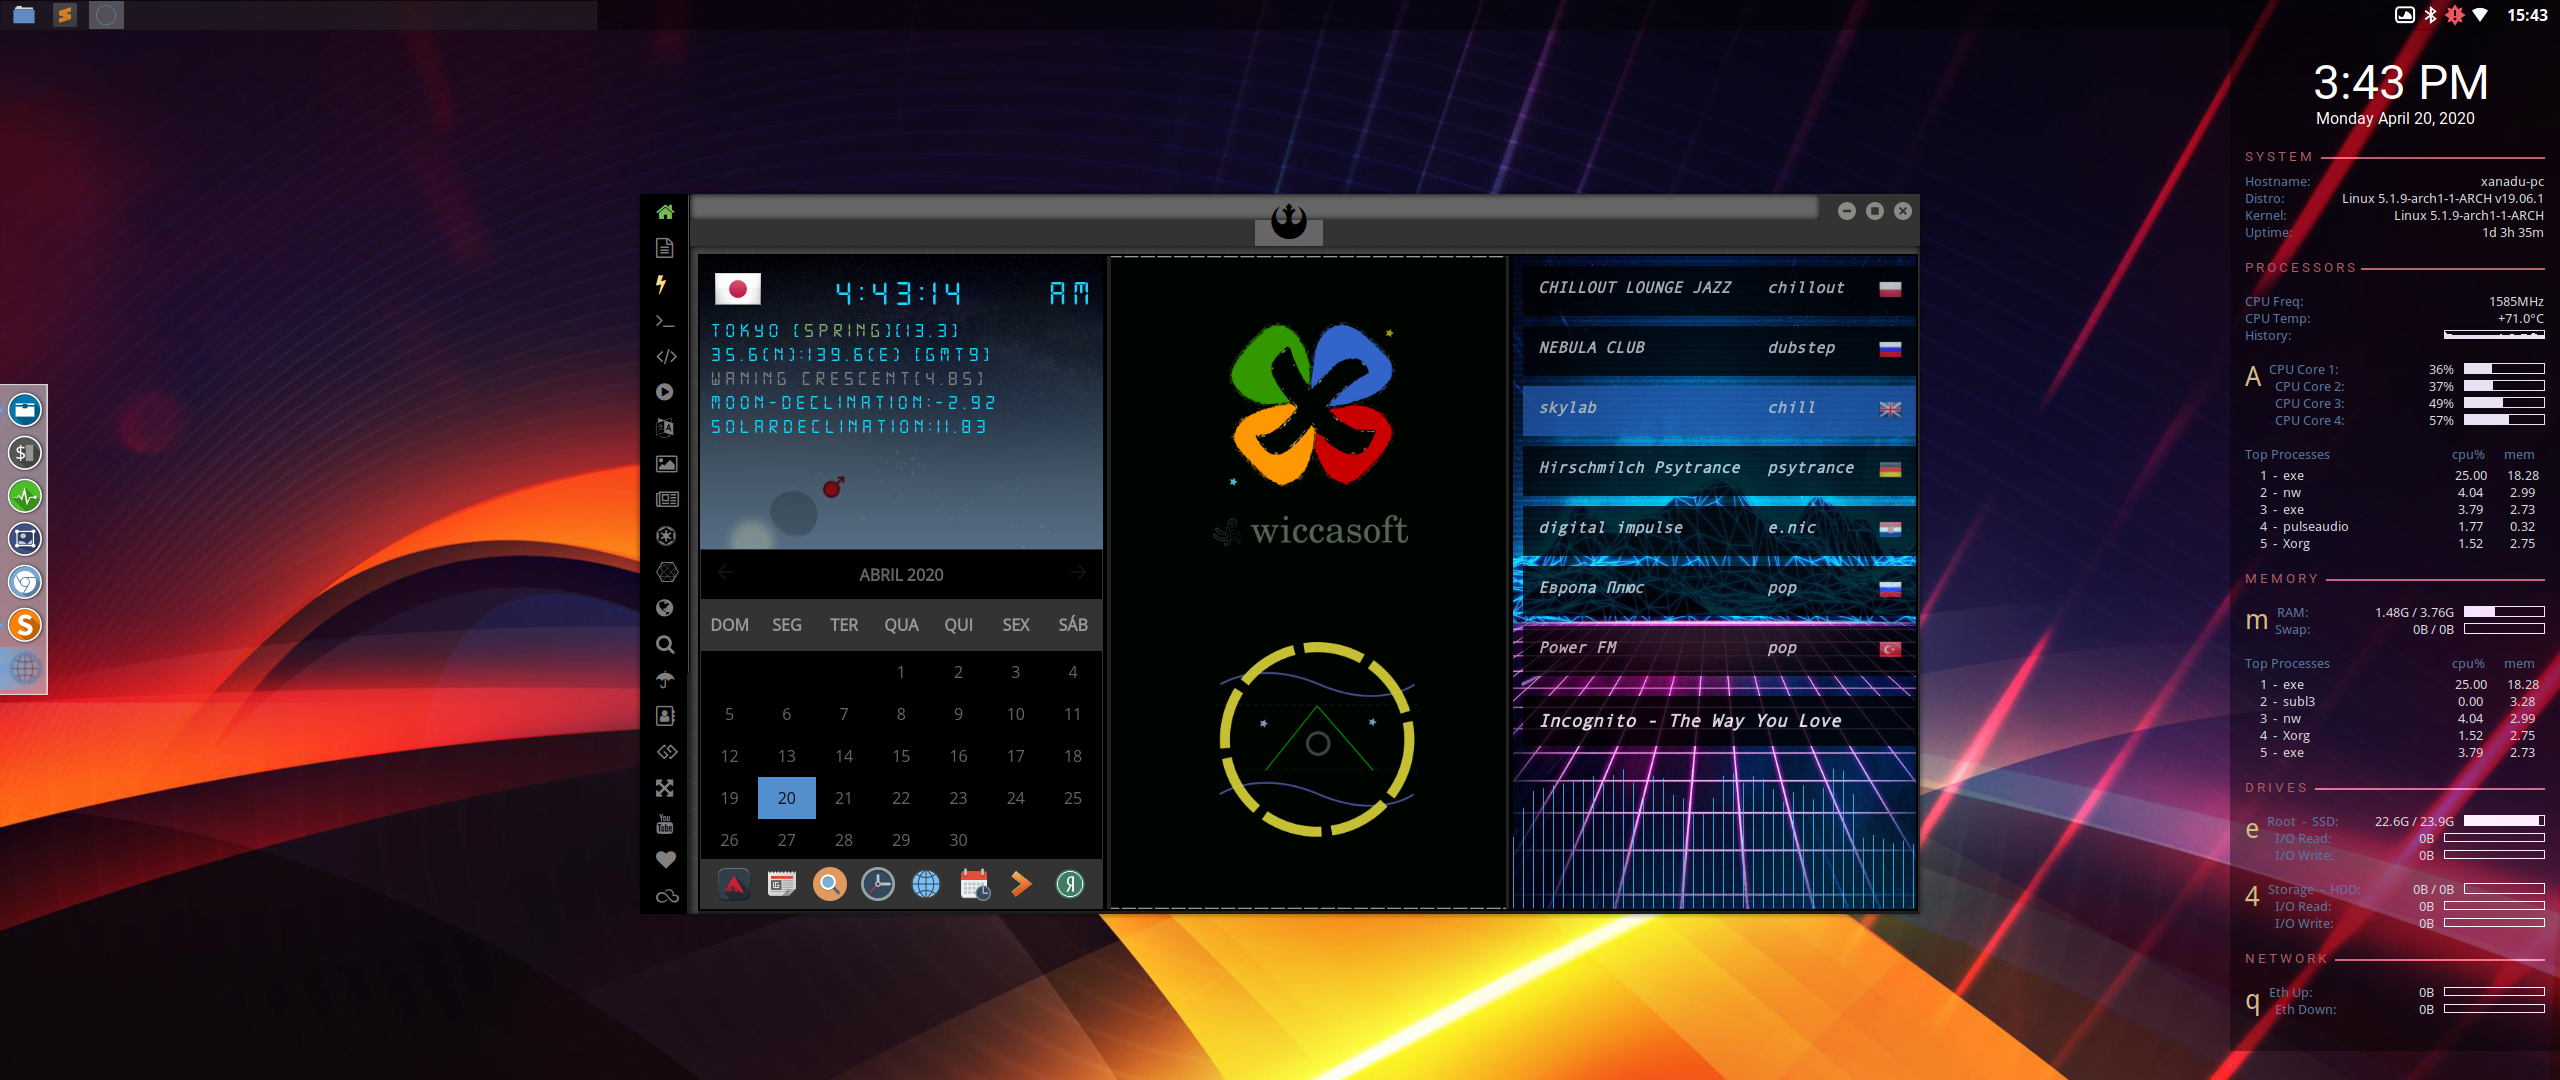 15:43
3:43 PM
Monday April 20, 2020
SYSTEM
Hostname: xanadu-pc
Distro: Linux 5.1.9-arch1-1-ARCH v19.06.1
Kernel: Linux 5.1.9-arch1-1-ARCH
Uptime: 1d 3h 35m
PROCESSORS
CPU Freq: 1585MHz
CPU Temp: +71.0°C
History:
A CPU Core 1: 36%
CPU Core 2: 37%
CPU Core 3: 49%
CPU Core 4: 57%
Top Processes cpu% mem
1 - exe 25.00 18.28
2 - nw 4.04 2.99
3 - exe 3.79 2.73
4 - pulseaudio 1.77 0.32
5 - Xorg 1.52 2.75
MEMORY
m RAM: 1.48G / 3.76G
Swap: 0B / 0B
Top Processes cpu% mem
1 - exe 25.00 18.28
2 - subl3 0.00 3.28
3 - nw 4.04 2.99
4 - Xorg 1.52 2.75
5 - exe 3.79 2.73
DRIVES
e Root - SSD: 22.6G / 23.9G
I/O Read: 0B
I/O Write: 0B
4 Storage - HDD: 0B / 0B
I/O Read: 0B
I/O Write: 0B
NETWORK
q Eth Up: 0B
Eth Down: 0B
4:43:14 AM
TOKYO [SPRING][13.3]
35.6(N):139.6(E) [GMT9]
WANING CRESCENT[4.85]
MOON-DECLINATION:-2.92
SOLARDECLINATION:11.83
ABRIL 2020
DOM SEG TER QUA QUI SEX SÁB
1 2 3 4
5 6 7 8 9 10 11
12 13 14 15 16 17 18
19 20 21 22 23 24 25
26 27 28 29 30
wiccasoft
CHILLOUT LOUNGE JAZZ chillout
NEBULA CLUB dubstep
skylab chill
Hirschmilch Psytrance psytrance
digital impulse e.nic
Европа Плюс pop
Power FM pop
Incognito - The Way You Love
You
Tube